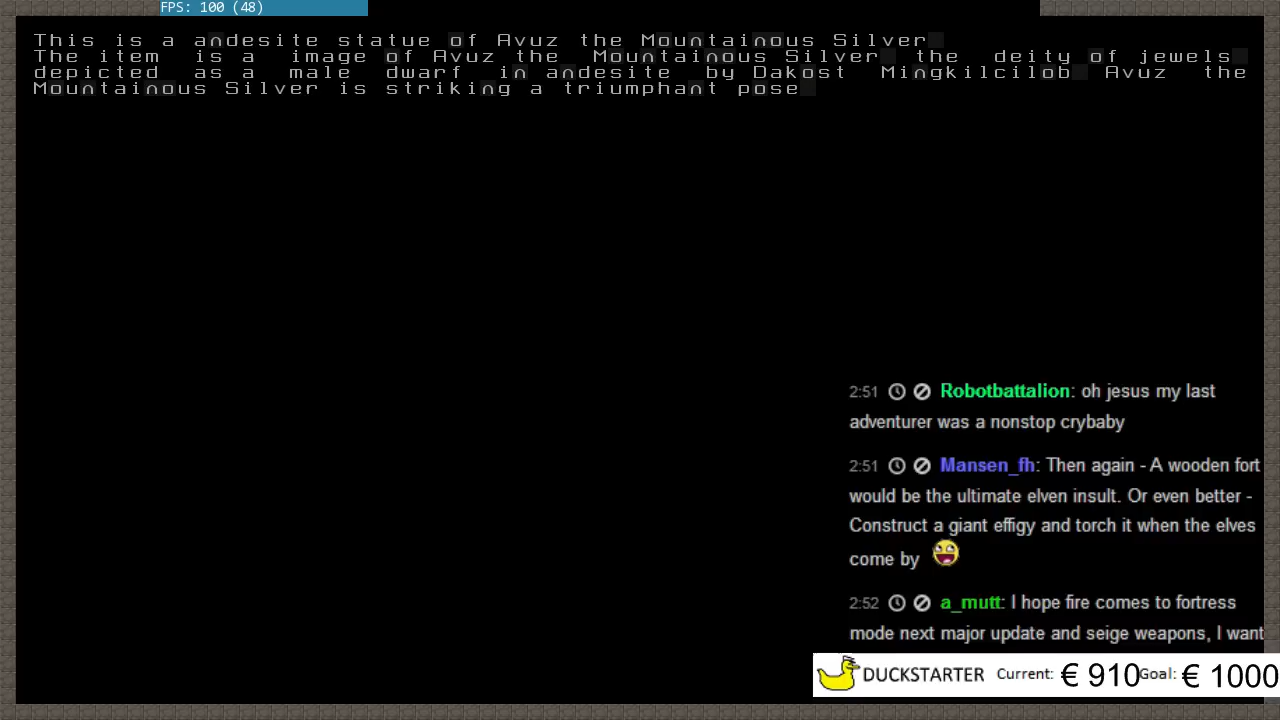 FPS: 100 (48)
This is a andesite statue of Avuz the Mountainous Silver
The item is a image of Avuz the Mountainous Silver the deity of jewels
depicted as a male dwarf in andesite by Dakost Mingkilcilob Avuz the
Mountainous Silver is striking a triumphant pose
2:51 Robotbattalion: oh jesus my last
adventurer was a nonstop crybaby
2:51 Mansen_fh: Then again - A wooden fort
would be the ultimate elven insult. Or even better -
Construct a giant effigy and torch it when the elves
come by
2:52 a_mutt: I hope fire comes to fortress
mode next major update and seige weapons, I want
DUCKSTARTER Current: € 910 Goal: € 1000